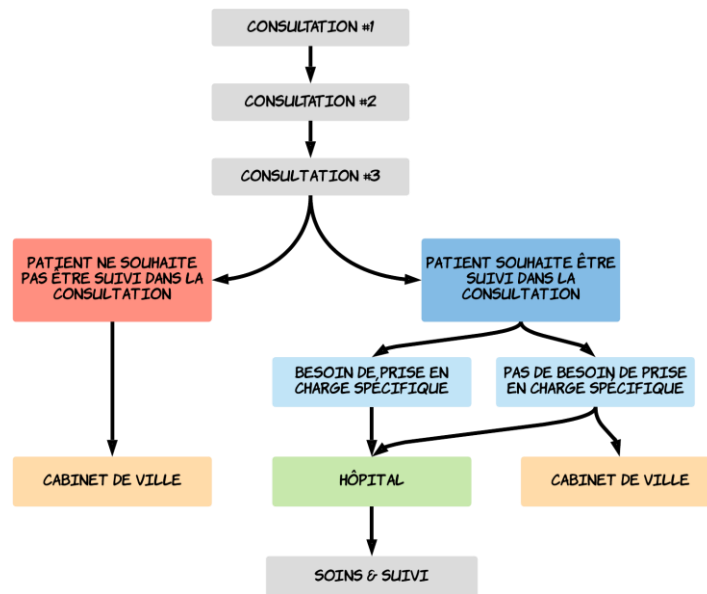 CONSULTATION #1
CONSULTATION #2
CONSULTATION #3
PATIENT NE SOUHAITE
PAS ÊTRE SUIVI DANS LA
CONSULTATION
PATIENT SOUHAITE ÊTRE
SUIVI DANS LA
CONSULTATION
BESOIN DE PRISE EN
CHARGE SPÉCIFIQUE
PAS DE BESOIN DE PRISE
EN CHARGE SPÉCIFIQUE
CABINET DE VILLE
HÔPITAL
CABINET DE VILLE
SOINS & SUIVI